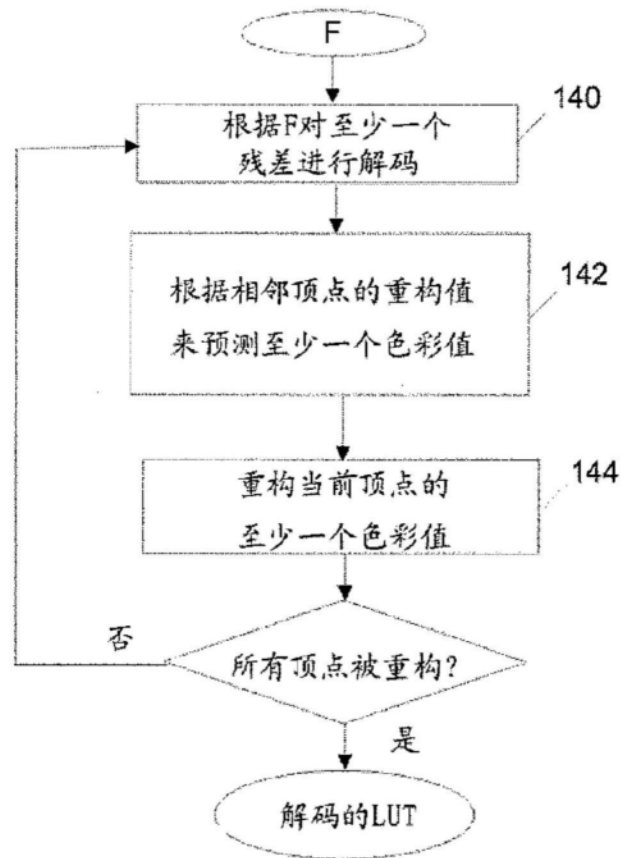 F
140
根据F对至少一个
残差进行解码
142
根据相邻顶点的重构值
来预测至少一个色彩值
144
重构当前顶点的
至少一个色彩值
否
所有顶点被重构?
是
解码的LUT